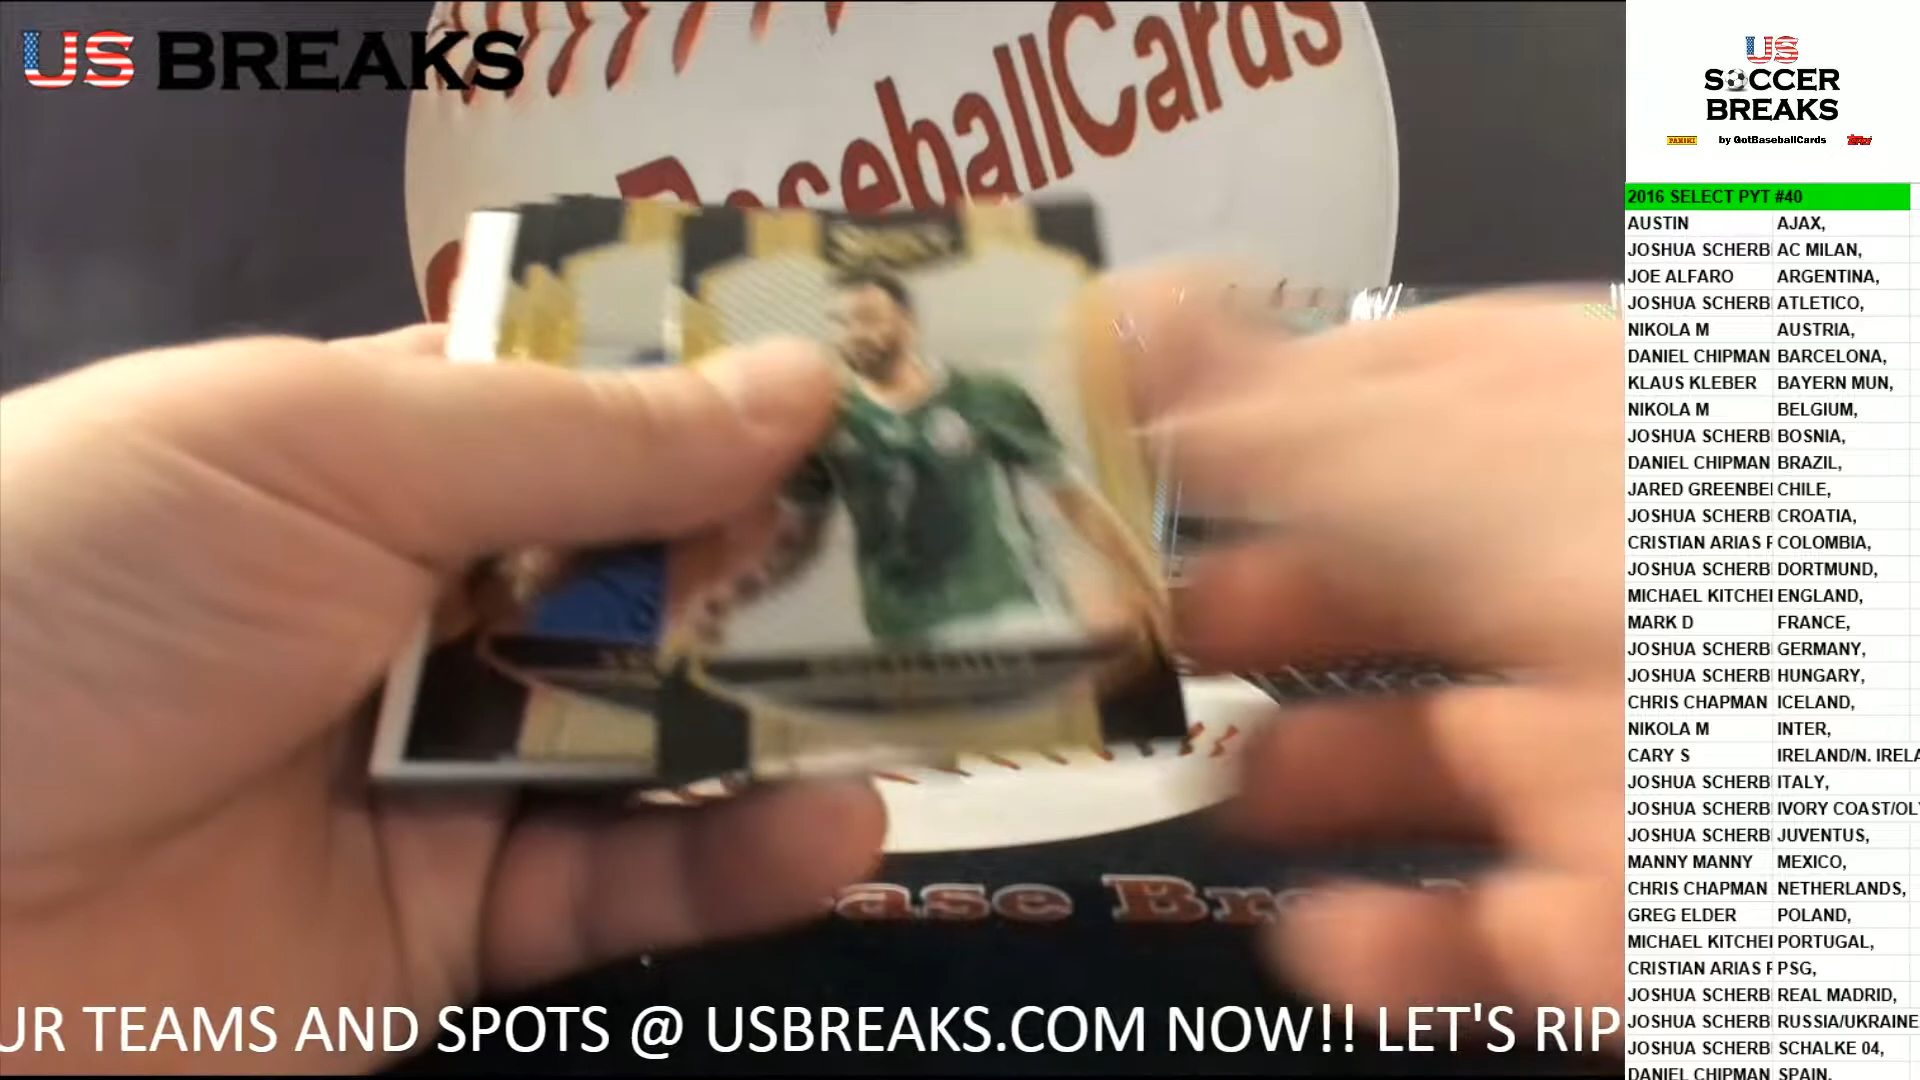 US BREAKS
BaseballCards
US
SOCCER
BREAKS
PANINI by GotBaseballCards Topps
2016 SELECT PYT #40
AUSTIN AJAX,
JOSHUA SCHERB AC MILAN,
JOE ALFARO ARGENTINA,
JOSHUA SCHERB ATLETICO,
NIKOLA M AUSTRIA,
DANIEL CHIPMAN BARCELONA,
KLAUS KLEBER BAYERN MUN,
NIKOLA M BELGIUM,
JOSHUA SCHERB BOSNIA,
DANIEL CHIPMAN BRAZIL,
JARED GREENBEI CHILE,
JOSHUA SCHERB CROATIA,
CRISTIAN ARIAS F COLOMBIA,
JOSHUA SCHERB DORTMUND,
MICHAEL KITCHEI ENGLAND,
MARK D FRANCE,
JOSHUA SCHERB GERMANY,
JOSHUA SCHERB HUNGARY,
CHRIS CHAPMAN ICELAND,
NIKOLA M INTER,
CARY S IRELAND/N. IRELA
JOSHUA SCHERB ITALY,
JOSHUA SCHERB IVORY COAST/OLY
JOSHUA SCHERB JUVENTUS,
MANNY MANNY MEXICO,
CHRIS CHAPMAN NETHERLANDS,
GREG ELDER POLAND,
MICHAEL KITCHEI PORTUGAL,
CRISTIAN ARIAS F PSG,
JOSHUA SCHERB REAL MADRID,
JOSHUA SCHERB RUSSIA/UKRAINE
JOSHUA SCHERB SCHALKE 04,
DANIEL CHIPMAN SPAIN,
ase Br
UR TEAMS AND SPOTS @ USBREAKS.COM NOW!! LET'S RIP